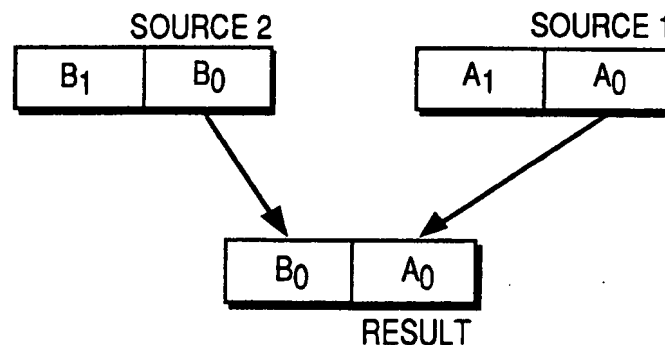 SOURCE 2 SOURCE 1
B₁ B₀ A₁ A₀
B₀ A₀
RESULT